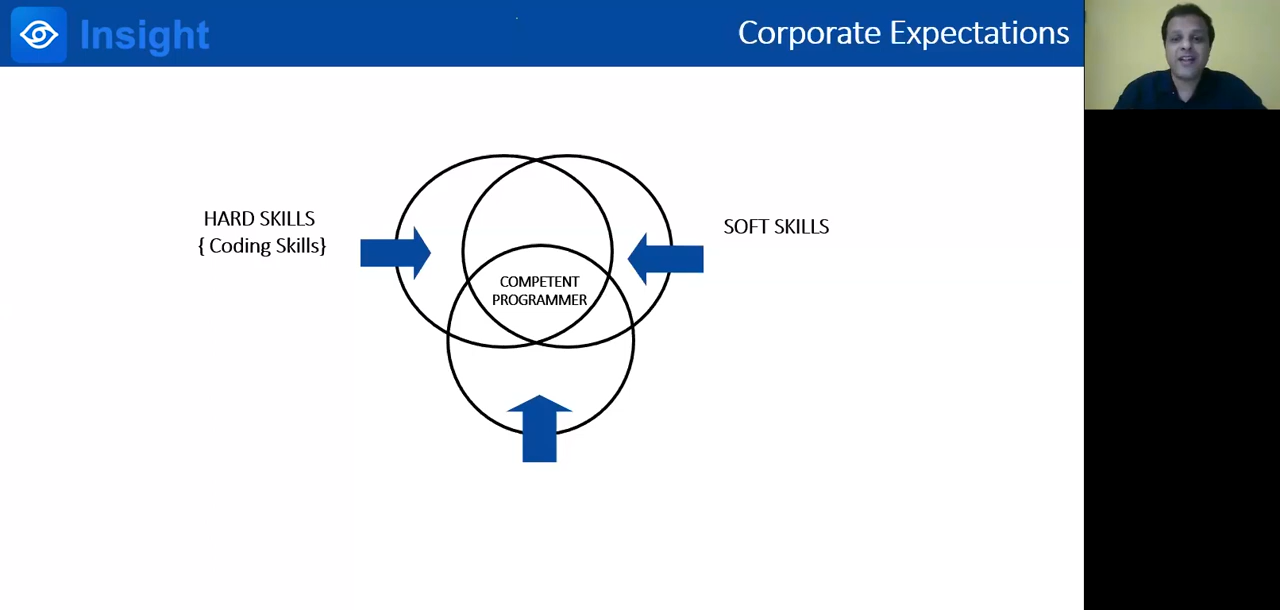 Insight
Corporate Expectations
HARD SKILLS
{ Coding Skills}
SOFT SKILLS
COMPETENT
PROGRAMMER